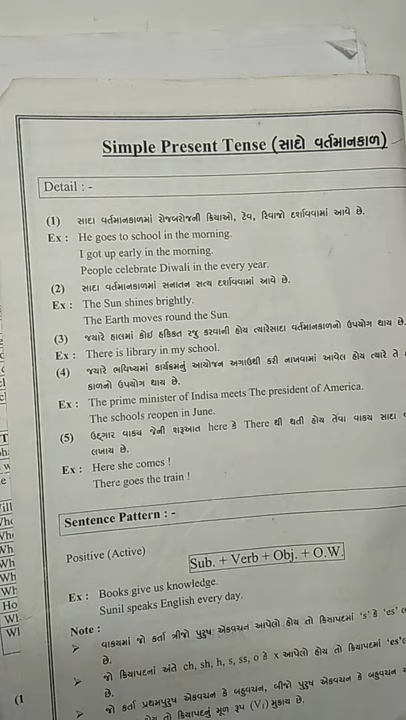 Simple Present Tense (સાદો વર્તમાનકાળ)
Detail : -
(1) સાદા વર્તમાનકાળમાં રોજબરોજની ક્રિયાઓ, ટેવ, રિવાજો દર્શાવવામાં આવે છે.
Ex : He goes to school in the morning.
I got up early in the morning.
People celebrate Diwali in the every year.
(2) સાદા વર્તમાનકાળમાં સનાતન સત્ય દર્શાવવામાં આવે છે.
Ex : The Sun shines brightly.
The Earth moves round the Sun.
(3) જ્યારે હાલમાં કોઈ હકિકત રજુ કરવાની હોય ત્યારેસાદા વર્તમાનકાળનો ઉપયોગ થાય છે.
Ex : There is library in my school.
(4) જ્યારે ભવિષ્યમાં કાર્યક્રમનું આયોજન અગાઉથી કરી નાખવામાં આવેલ હોય ત્યારે તે
કાળનો ઉપયોગ થાય છે.
Ex : The prime minister of Indisa meets The president of America.
The schools reopen in June.
(5) ઉદ્ગાર વાક્ય જેની શરૂઆત here કે There થી થતી હોય તેવા વાક્ય સાદા
લખાય છે.
Ex : Here she comes !
There goes the train !
Sentence Pattern : -
Positive (Active)
Sub. + Verb + Obj. + O.W.
Ex : Books give us knowledge.
Sunil speaks English every day.
Note :
➢ વાક્યમાં જો કર્તા ત્રીજો પુરુષ એકવચન આપેલો હોય તો ક્રિયાપદમાં 's' કે 'es'
છે.
➢ જો ક્રિયાપદનાં અંતે ch, sh, h, s, ss, o કે x આપેલો હોય તો ક્રિયાપદમાં 'es'
છે.
➢ જો કર્તા પ્રથમપુરુષ એકવચન કે બહુવચન, બીજો પુરુષ એકવચન કે બહુવચન
હોય તો ક્રિયાપદનું મૂળ રૂપ (V₁) મુકાય છે.
(1